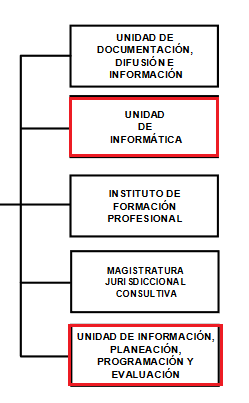 UNIDAD DE
DOCUMENTACIÓN,
DIFUSIÓN E
INFORMACIÓN
UNIDAD
DE
INFORMÁTICA
INSTITUTO DE
FORMACIÓN
PROFESIONAL
MAGISTRATURA
JURISDICCIONAL
CONSULTIVA
UNIDAD DE INFORMACIÓN,
PLANEACIÓN,
PROGRAMACIÓN Y
EVALUACIÓN